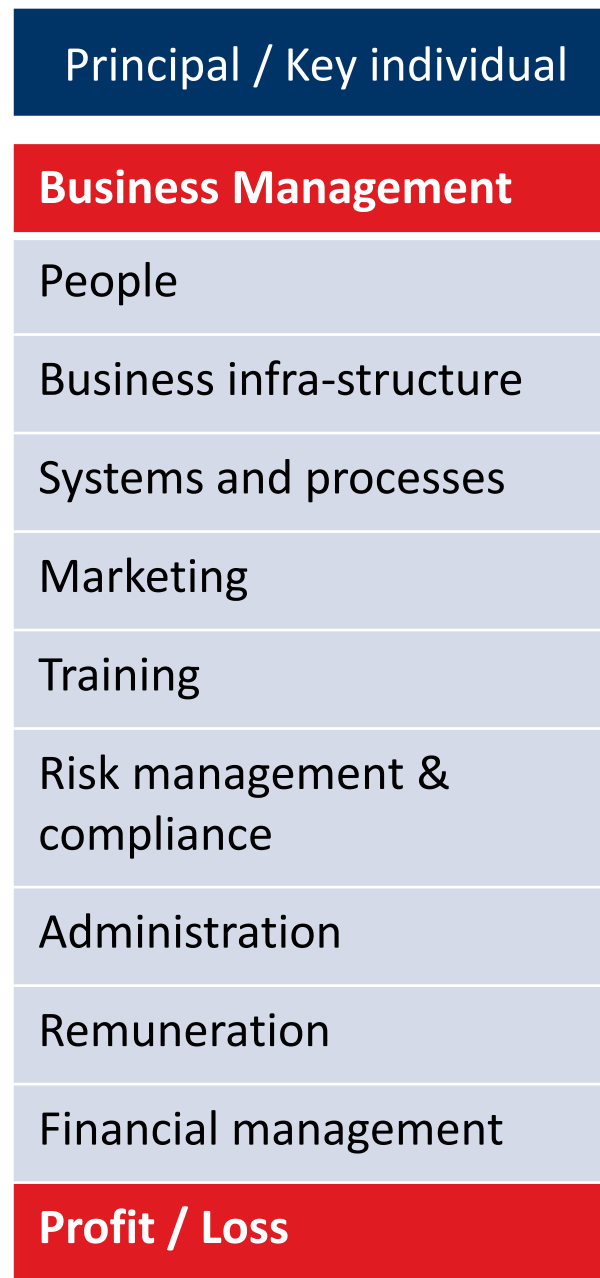 Principal / Key individual
Business Management
People
Business infra-structure
Systems and processes
Marketing
Training
Risk management &
compliance
Administration
Remuneration
Financial management
Profit / Loss